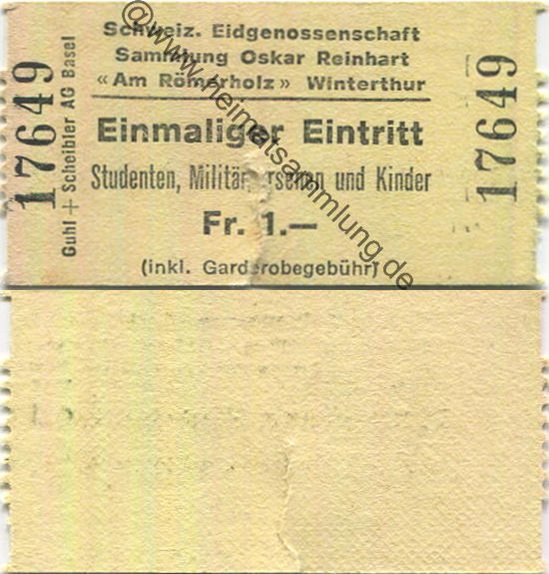 Schweiz. Eidgenossenschaft
Sammlung Oskar Reinhart
« Am Römerholz » Winterthur
Einmaliger Eintritt
Studenten, Militärpersonen und Kinder
Fr. 1.—
(inkl. Garderobegebühr)
17649
Guhl + Scheibler AG Basel
17649
@www.heimatsammlung.de